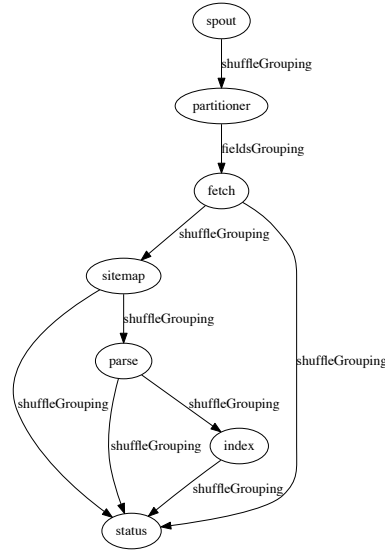 spout
shuffleGrouping
partitioner
fieldsGrouping
fetch
shuffleGrouping
sitemap
shuffleGrouping
parse
shuffleGrouping
shuffleGrouping
shuffleGrouping
shuffleGrouping
index
shuffleGrouping
status